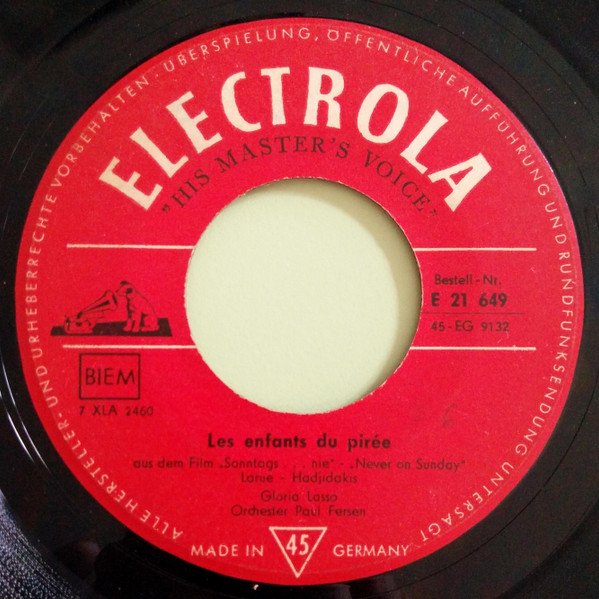 ALLE HERSTELLER- UND URHEBERRECHTE VORBEHALTEN - ÜBERSPIELUNG, ÖFFENTLICHE AUFFÜHRUNG UND RUNDFUNKSENDUNG UNTERSAGT
ELECTROLA
„HIS MASTER'S VOICE"
Bestell-Nr.
E 21 649
45-EG 9132
BIEM
7 XLA 2460
Les enfants du pirée
aus dem Film „Sonntags . . . nie" - „Never on Sunday"
Larue - Hadjidakis
Gloria Lasso
Orchester Paul Fersen
MADE IN 45 GERMANY